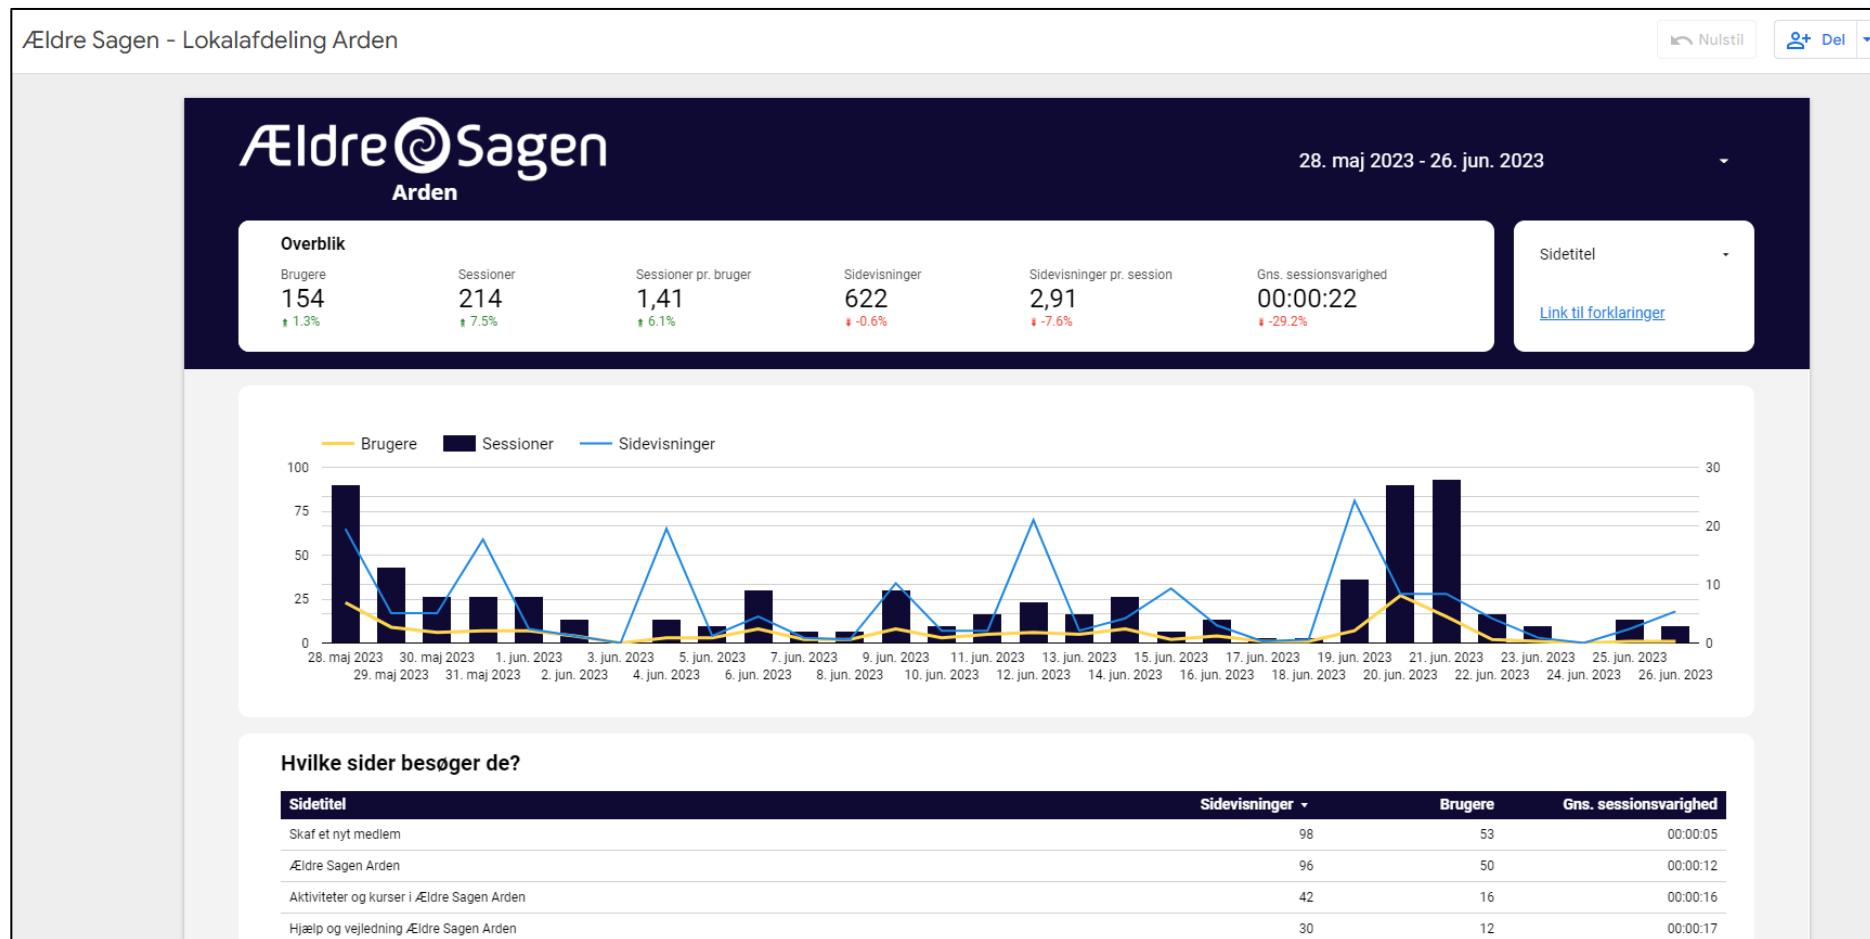 Ældre Sagen - Lokalafdeling Arden
Nulstil
Del
Ældre Sagen
Arden
28. maj 2023 - 26. jun. 2023
Overblik
Brugere Sessioner Sessioner pr. bruger Sidevisninger Sidevisninger pr. session Gns. sessionsvarighed
154 214 1,41 622 2,91 00:00:22
1.3% 7.5% 6.1% -0.6% -7.6% -29.2%
Sidetitel
Link til forklaringer
Brugere Sessioner Sidevisninger
100 30
75
20
50
10
25
0 0
28. maj 2023 30. maj 2023 1. jun. 2023 3. jun. 2023 5. jun. 2023 7. jun. 2023 9. jun. 2023 11. jun. 2023 13. jun. 2023 15. jun. 2023 17. jun. 2023 19. jun. 2023 21. jun. 2023 23. jun. 2023 25. jun. 2023
29. maj 2023 31. maj 2023 2. jun. 2023 4. jun. 2023 6. jun. 2023 8. jun. 2023 10. jun. 2023 12. jun. 2023 14. jun. 2023 16. jun. 2023 18. jun. 2023 20. jun. 2023 22. jun. 2023 24. jun. 2023 26. jun. 2023
Hvilke sider besøger de?
Sidetitel Sidevisninger Brugere Gns. sessionsvarighed
Skaf et nyt medlem 98 53 00:00:05
Ældre Sagen Arden 96 50 00:00:12
Aktiviteter og kurser i Ældre Sagen Arden 42 16 00:00:16
Hjælp og vejledning Ældre Sagen Arden 30 12 00:00:17